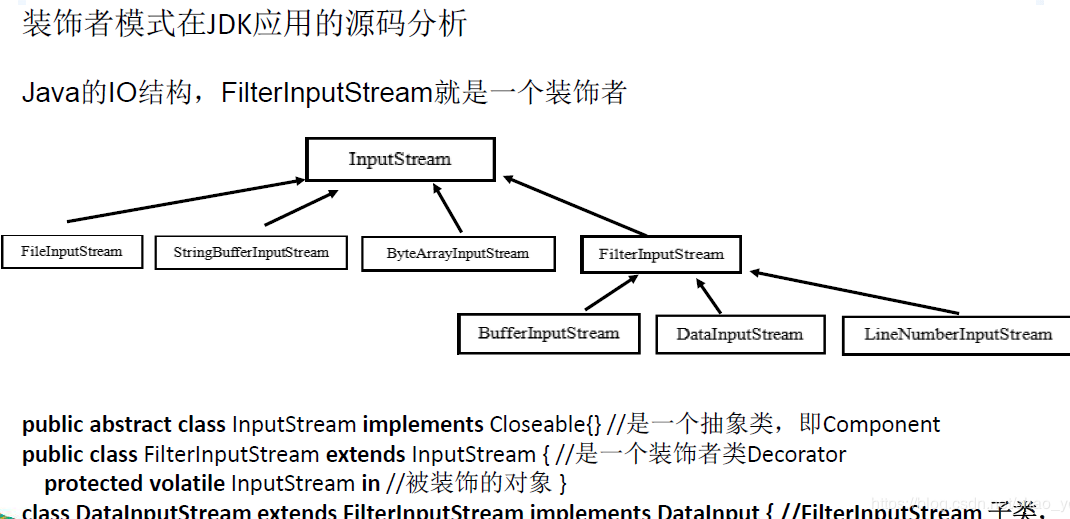 装饰者模式在JDK应用的源码分析
Java的IO结构，FilterInputStream就是一个装饰者
InputStream
FileInputStream
StringBufferInputStream
ByteArrayInputStream
FilterInputStream
BufferInputStream
DataInputStream
LineNumberInputStream
public abstract class InputStream implements Closeable{} //是一个抽象类，即Component
public class FilterInputStream extends InputStream { //是一个装饰者类Decorator
protected volatile InputStream in //被装饰的对象 }
class DataInputStream extends FilterInputStream implements DataInput { //FilterInputStream 子类，